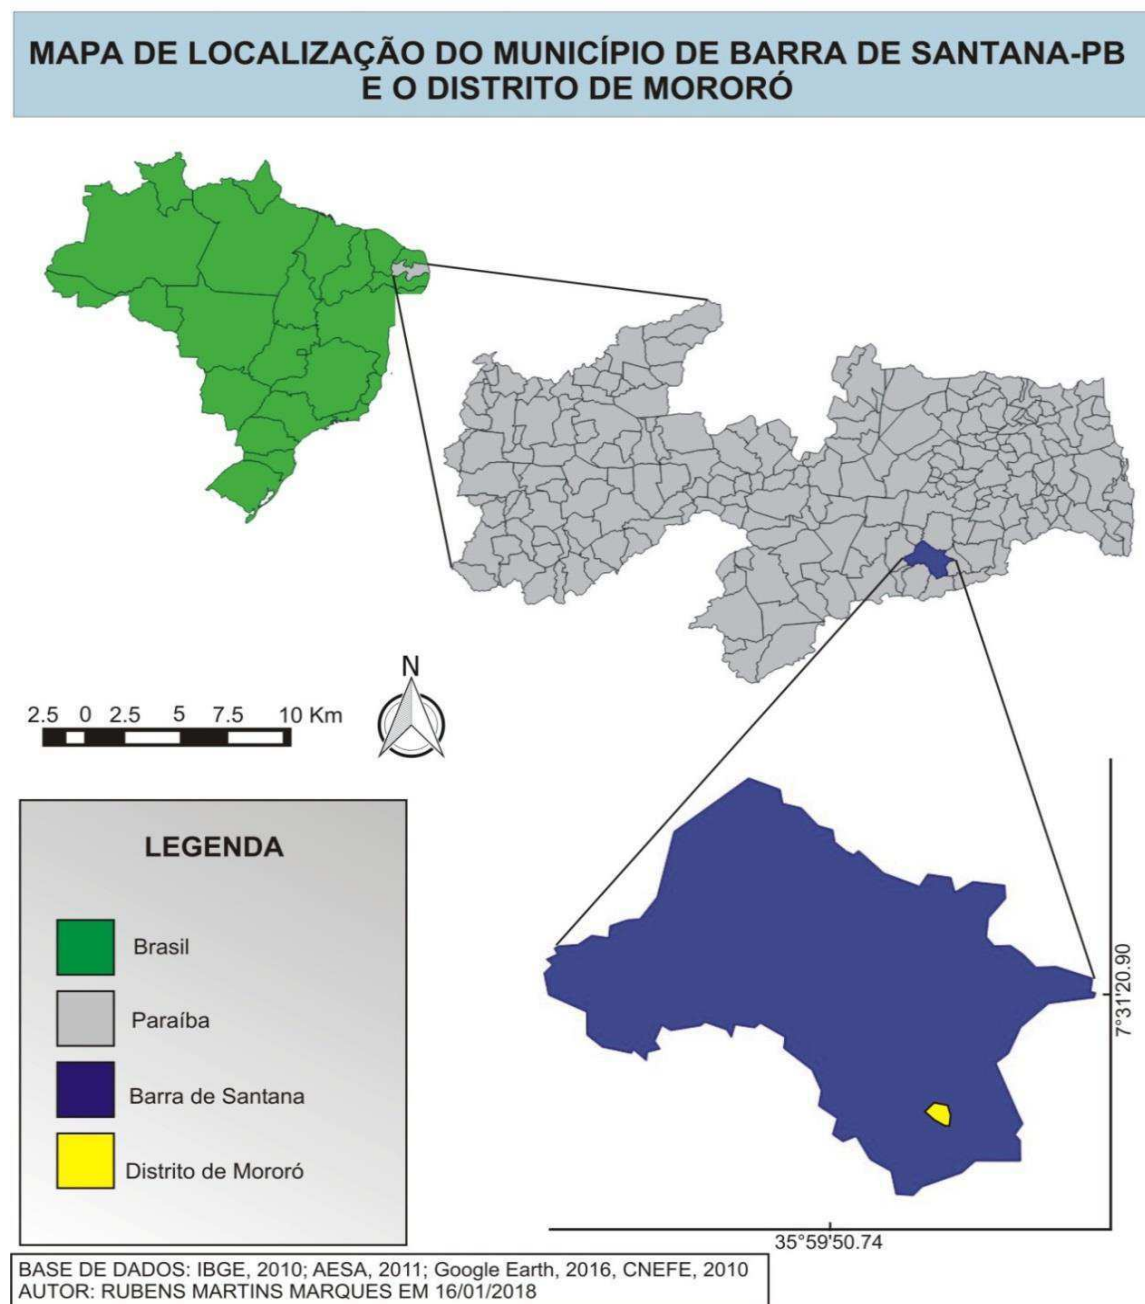 MAPA DE LOCALIZAÇÃO DO MUNICÍPIO DE BARRA DE SANTANA-PB
E O DISTRITO DE MORORÓ
N
2.5 0 2.5 5 7.5 10 Km
LEGENDA
Brasil
Paraíba
Barra de Santana
Distrito de Mororó
7°31'20.90
35°59'50.74
BASE DE DADOS: IBGE, 2010; AESA, 2011; Google Earth, 2016, CNEFE, 2010
AUTOR: RUBENS MARTINS MARQUES EM 16/01/2018